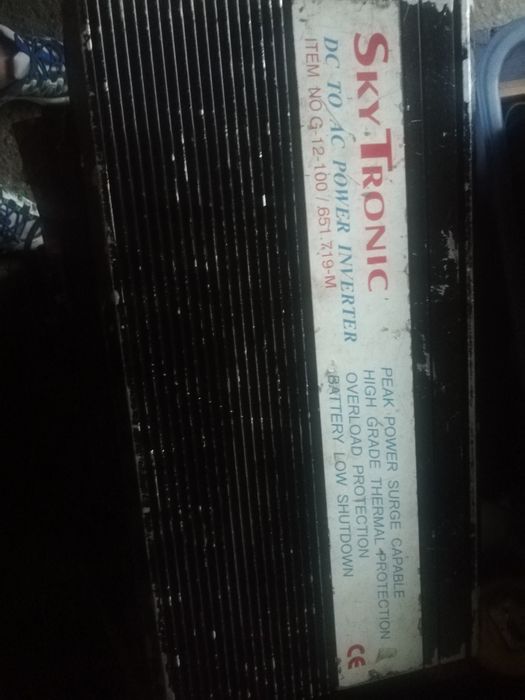 SKYTRONIC
DC TO AC POWER INVERTER
ITEM NO G-12-100 / 651.719-M
PEAK POWER SURGE CAPABLE
HIGH GRADE THERMAL PROTECTION
OVERLOAD PROTECTION
BATTERY LOW SHUTDOWN
CE